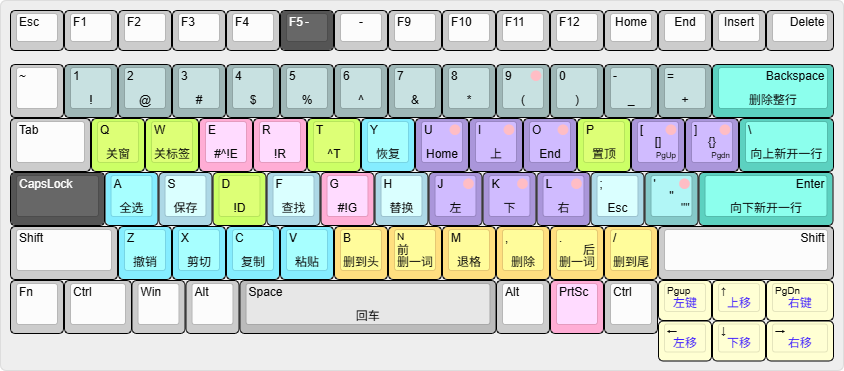 Esc F1 F2 F3 F4 F5- - F9 F10 F11 F12 Home End Insert Delete
~ 1 2 3 4 5 6 7 8 9 0 - = Backspace
! @ # $ % ^ & * ( ) _ + 删除整行
Tab Q W E R T Y U I O P [ ] \
关窗 关标签 #^!E !R ^T 恢复 Home 上 End 置顶 [] {} 向上新开一行
PgUp Pgdn
CapsLock A S D F G H J K L ; ' Enter
全选 保存 !D 查找 #!G 替换 左 下 右 Esc " 向下新开一行
""
Shift Z X C V B N M , . / Shift
前 后
撤销 剪切 复制 粘贴 删到头 删一词 退格 删除 删一词 删到尾
Fn Ctrl Win Alt Space Alt PrtSc Ctrl Pgup ↑ PgDn
回车 左键 上移 右键
← ↓ →
左移 下移 右移